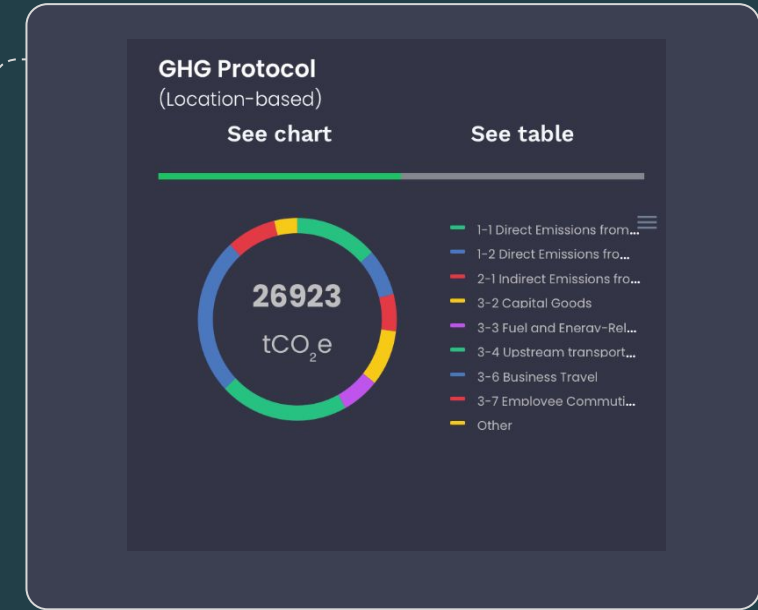 GHG Protocol
(Location-based)
See chart
See table
26923
tCO₂e
1-1 Direct Emissions from...
1-2 Direct Emissions fro...
2-1 Indirect Emissions fro...
3-2 Capital Goods
3-3 Fuel and Energy-Rel...
3-4 Upstream transport...
3-6 Business Travel
3-7 Employee Commuti...
Other